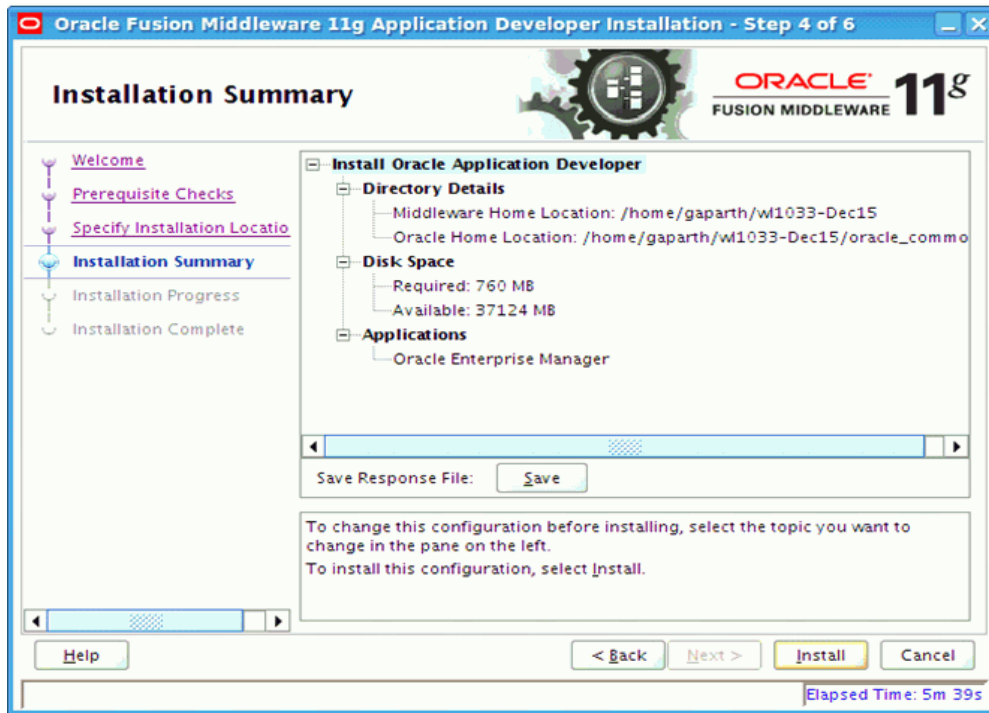 Oracle Fusion Middleware 11g Application Developer Installation - Step 4 of 6
Installation Summary
ORACLE
FUSION MIDDLEWARE
11g
Welcome
Prerequisite Checks
Specify Installation Locatio
Installation Summary
Installation Progress
Installation Complete
Install Oracle Application Developer
Directory Details
Middleware Home Location: /home/gaparth/wl1033-Dec15
Oracle Home Location: /home/gaparth/wl1033-Dec15/oracle_commo
Disk Space
Required: 760 MB
Available: 37124 MB
Applications
Oracle Enterprise Manager
Save Response File: Save
To change this configuration before installing, select the topic you want to
change in the pane on the left.
To install this configuration, select Install.
Help < Back Next > Install Cancel
Elapsed Time: 5m 39s